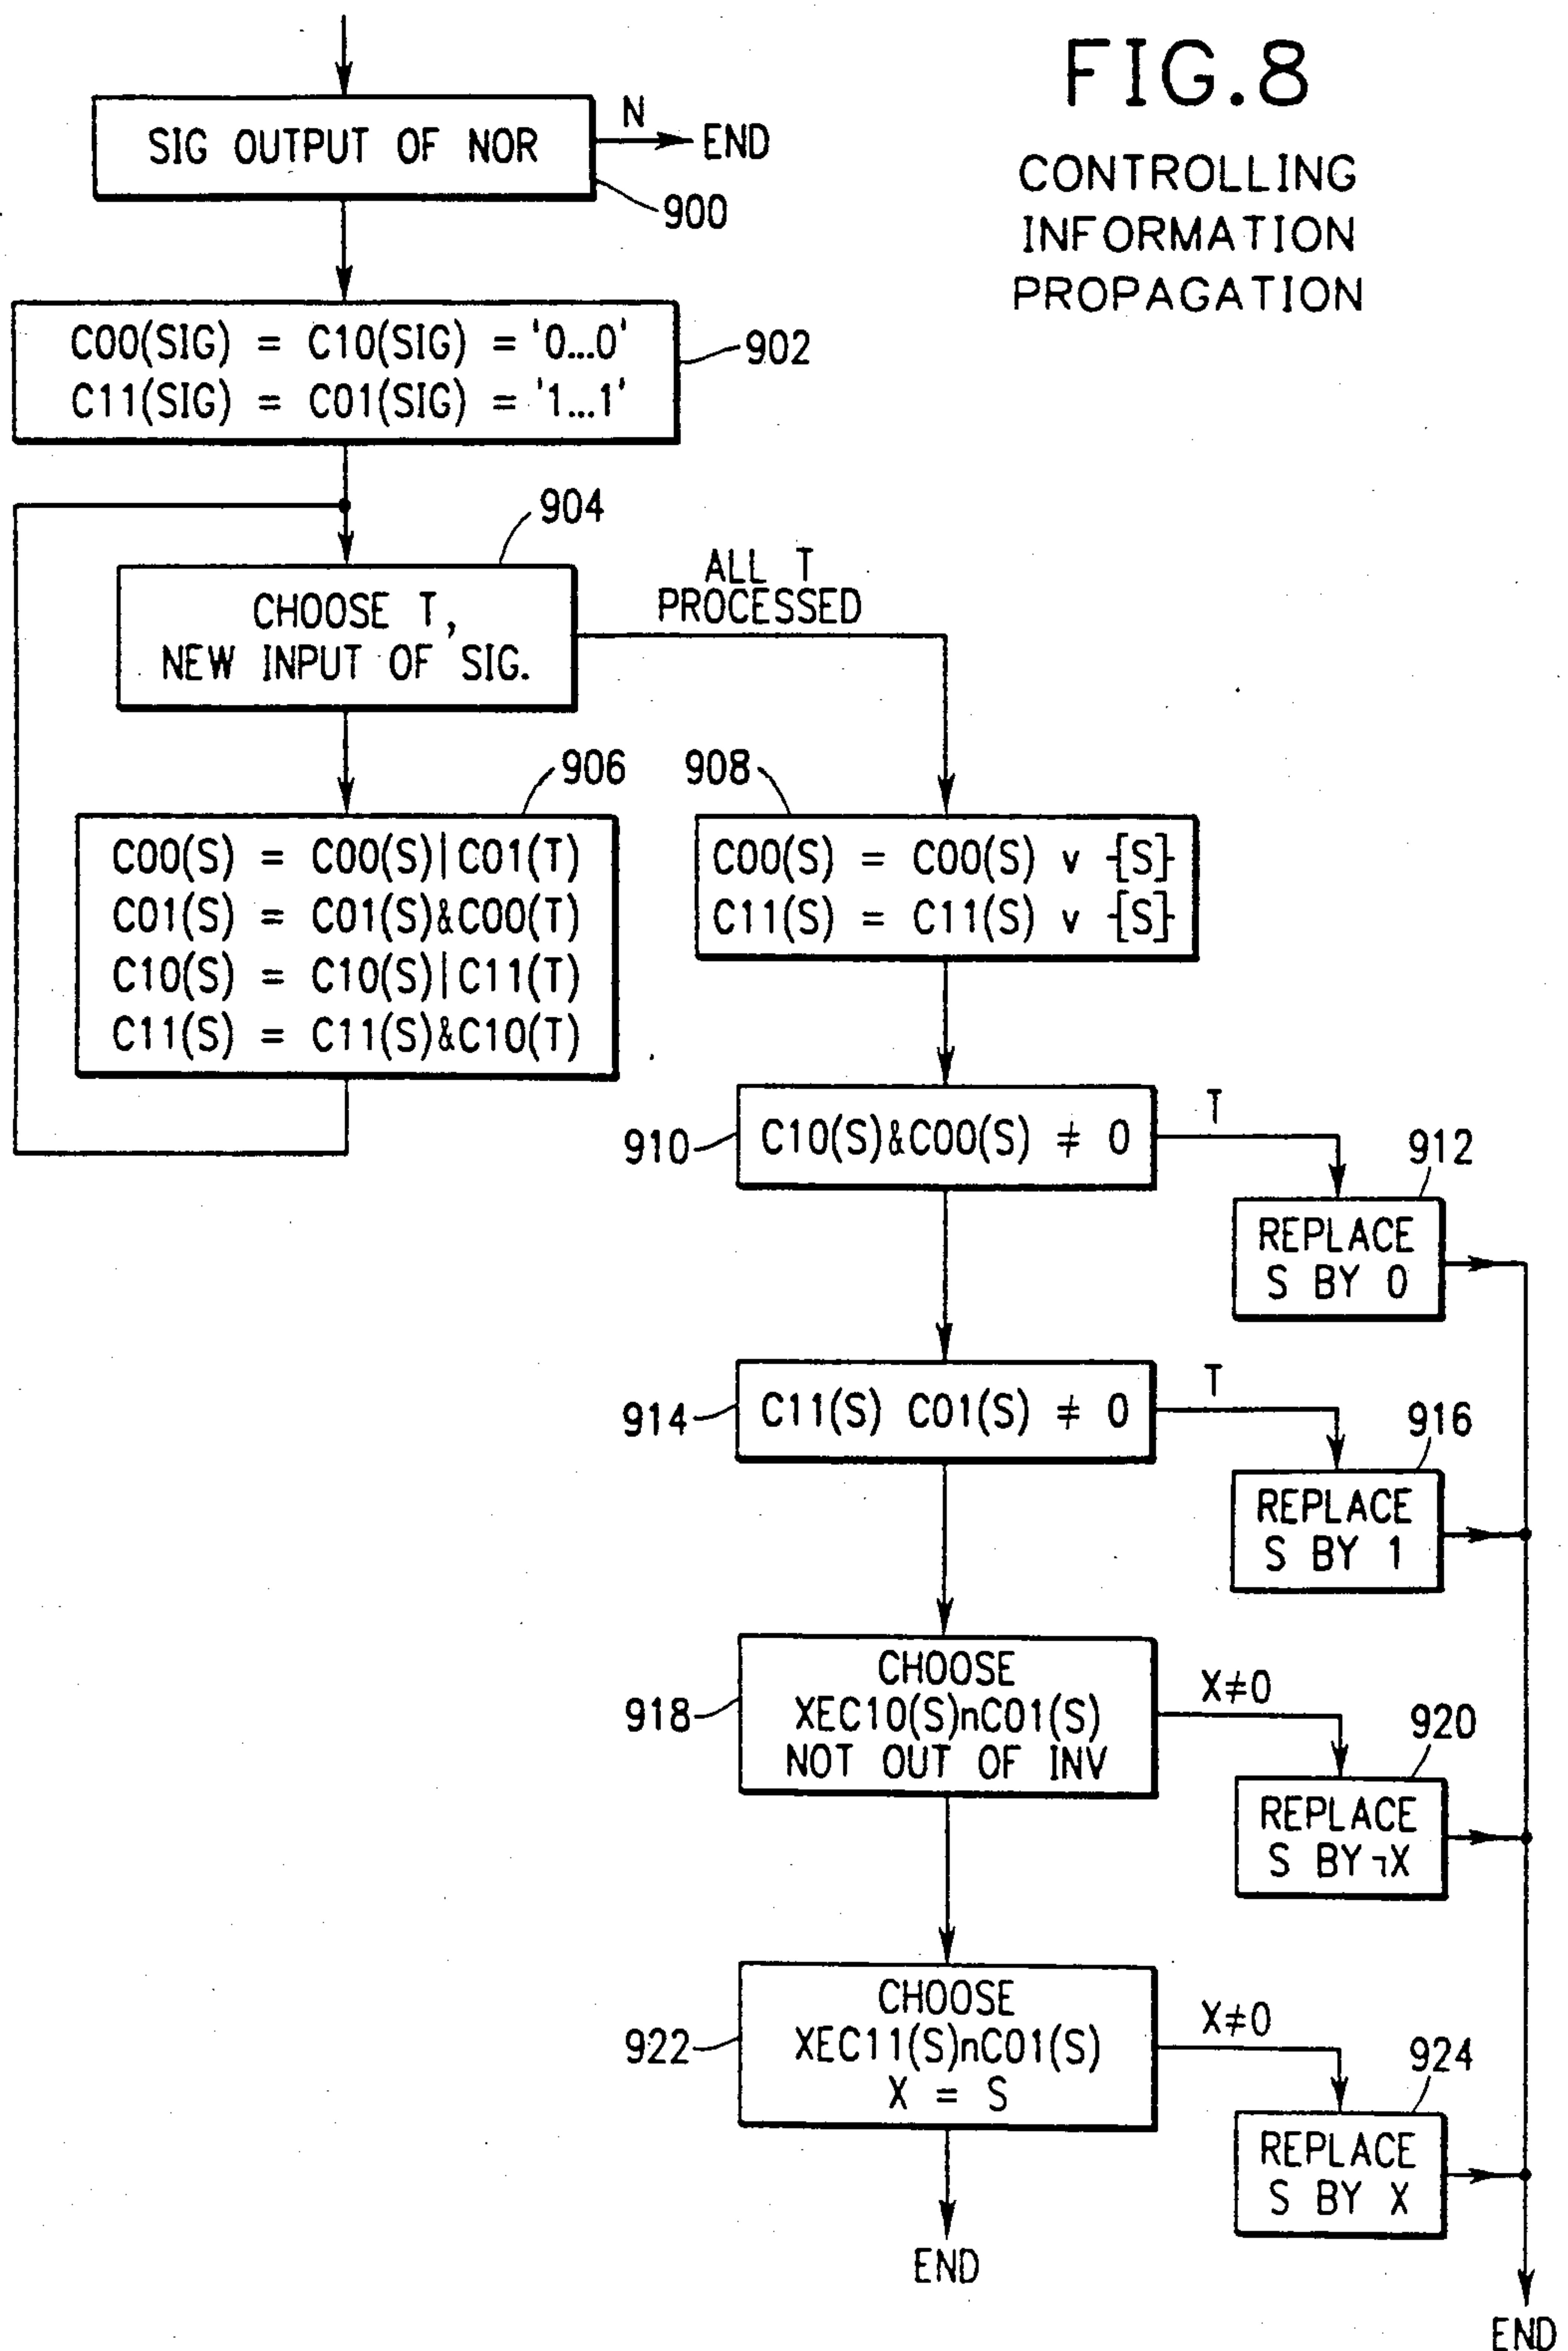 FIG.8
CONTROLLING
INFORMATION
PROPAGATION
SIG OUTPUT OF NOR
N
END
900
C00(SIG) = C10(SIG) = '0...0'
C11(SIG) = C01(SIG) = '1...1'
902
904
CHOOSE T,
NEW INPUT OF SIG.
ALL T
PROCESSED
906
C00(S) = C00(S)|C01(T)
C01(S) = C01(S)&C00(T)
C10(S) = C10(S)|C11(T)
C11(S) = C11(S)&C10(T)
908
C00(S) = C00(S) v {S}
C11(S) = C11(S) v {S}
910
C10(S)&C00(S) ≠ 0
T
912
REPLACE
S BY 0
914
C11(S) C01(S) ≠ 0
T
916
REPLACE
S BY 1
918
CHOOSE
XEC10(S)nC01(S)
NOT OUT OF INV
X≠0
920
REPLACE
S BY ¬X
922
CHOOSE
XEC11(S)nC01(S)
X = S
X≠0
924
REPLACE
S BY X
END
END